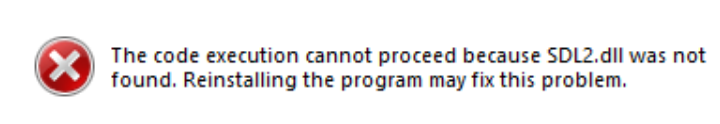 The code execution cannot proceed because SDL2.dll was not
found. Reinstalling the program may fix this problem.